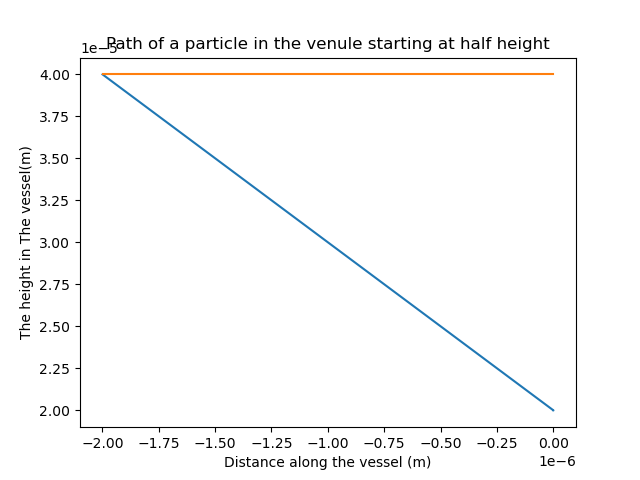 Path of a particle in the venule starting at half height
1e−5
4.00
3.75
3.50
3.25
3.00
2.75
2.50
2.25
2.00
The height in The vessel(m)
−2.00 −1.75 −1.50 −1.25 −1.00 −0.75 −0.50 −0.25 0.00
1e−6
Distance along the vessel (m)